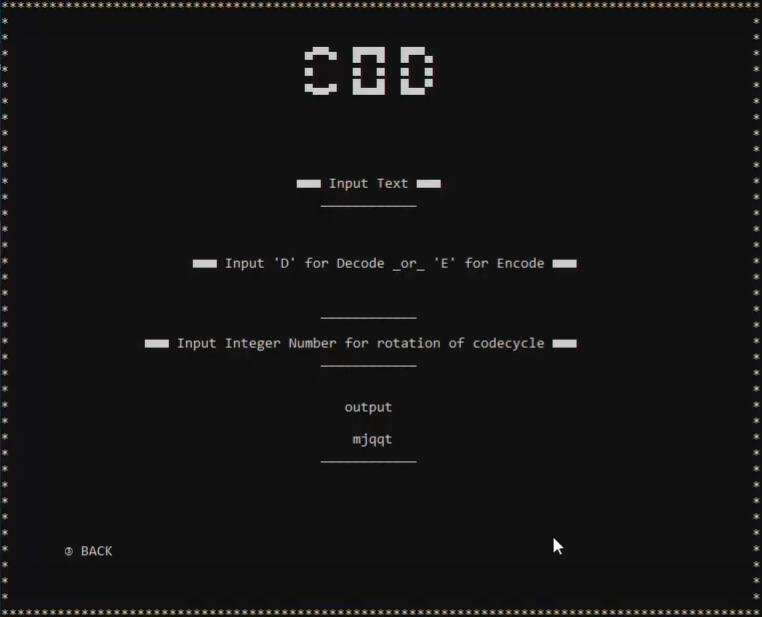 COD
Input Text
Input 'D' for Decode _or_ 'E' for Encode
Input Integer Number for rotation of codecycle
output
mjqqt
③ BACK